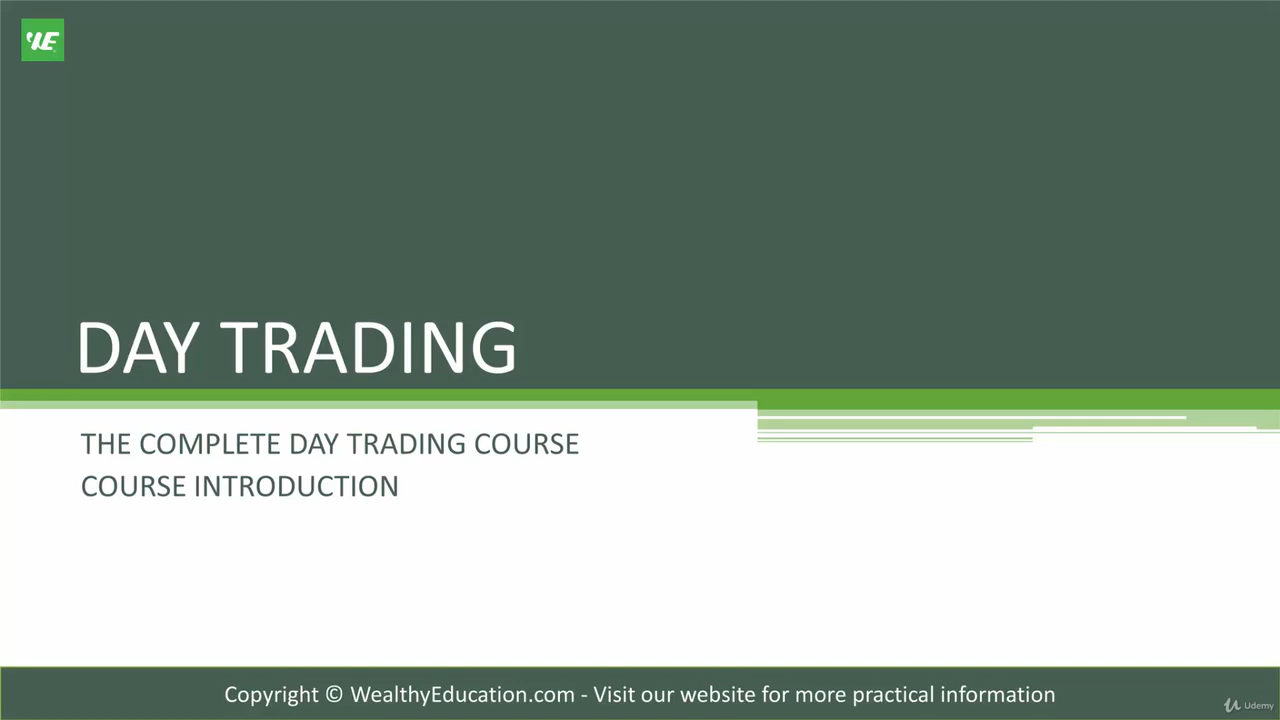 DAY TRADING
THE COMPLETE DAY TRADING COURSE
COURSE INTRODUCTION
Copyright © WealthyEducation.com - Visit our website for more practical information
Udemy